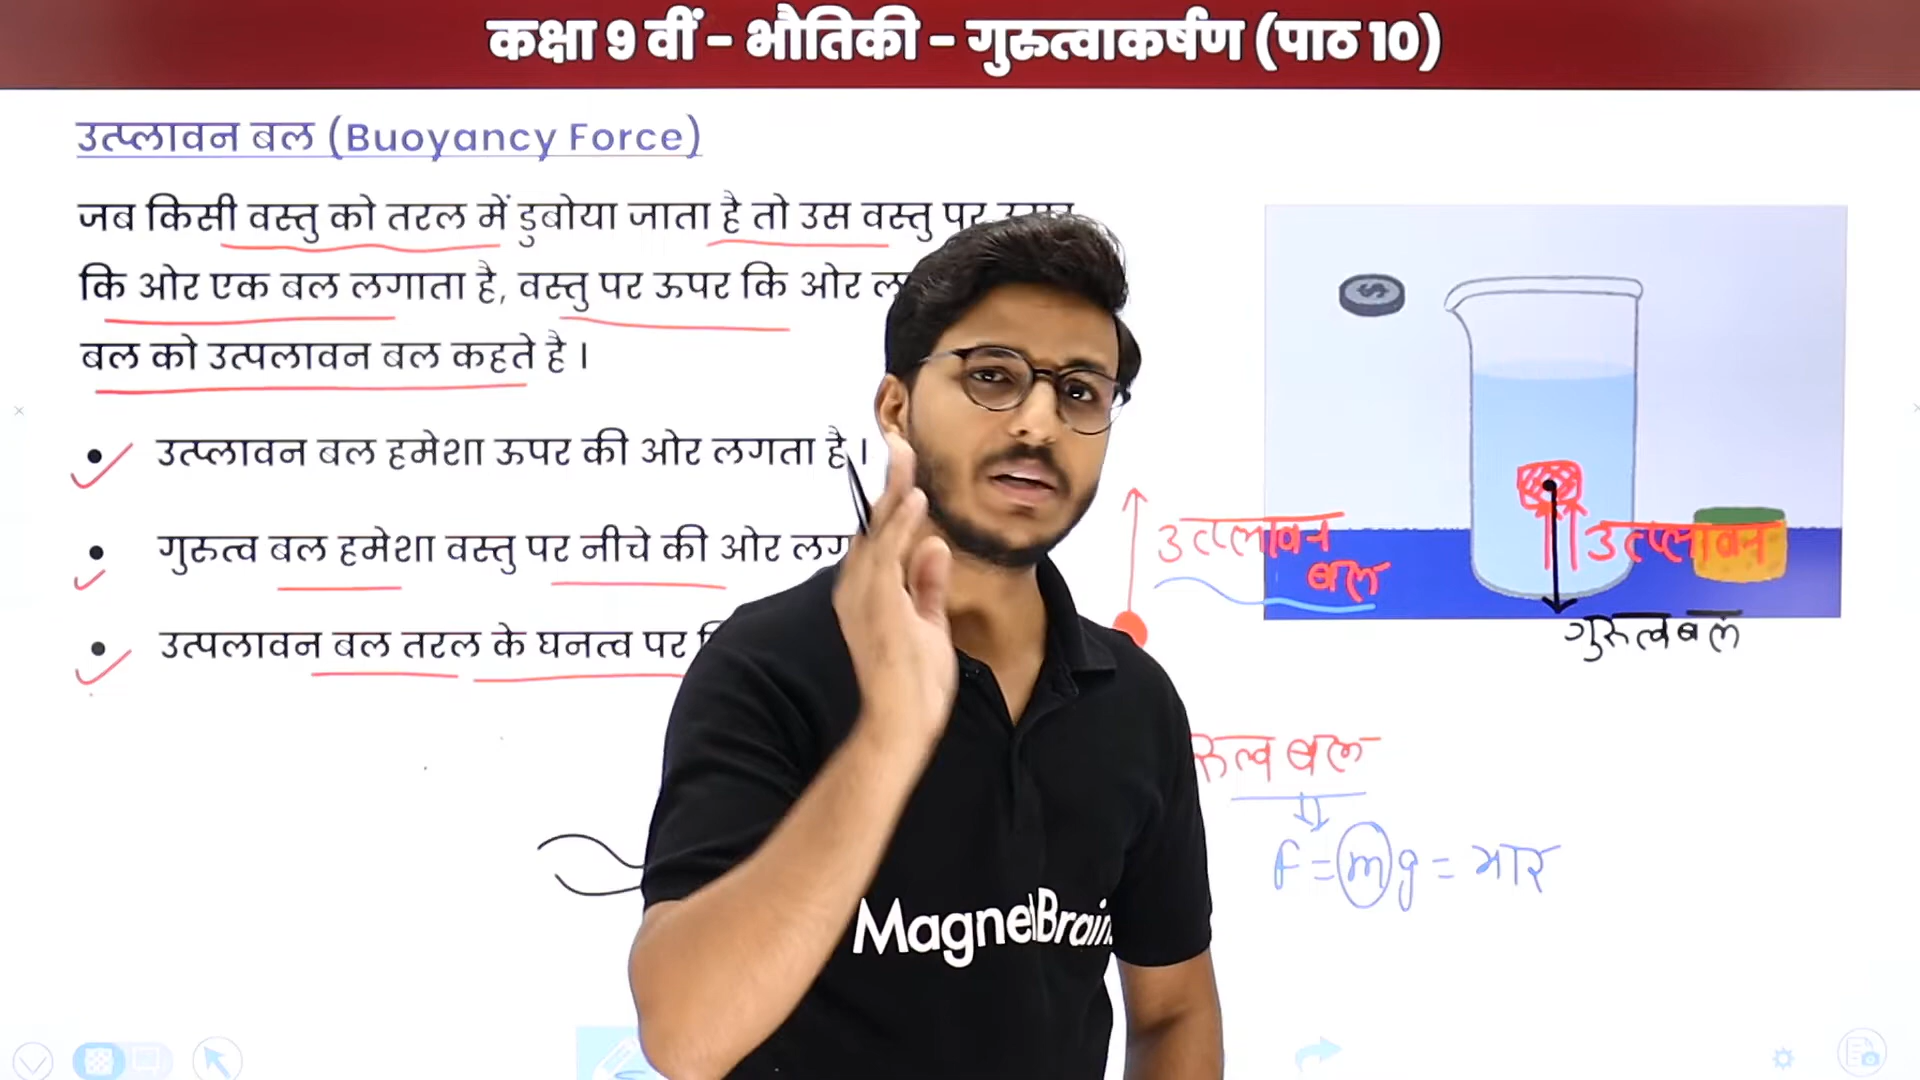 कक्षा 9 वीं - भौतिकी - गुरुत्वाकर्षण (पाठ 10)
उत्प्लावन बल (Buoyancy Force)
जब किसी वस्तु को तरल में डुबोया जाता है तो उस वस्तु पर
कि ओर एक बल लगाता है, वस्तु पर ऊपर कि ओर
बल को उत्पलावन बल कहते है ।
उत्प्लावन बल हमेशा ऊपर की ओर लगता है ।
गुरुत्व बल हमेशा वस्तु पर नीचे की ओर
उत्पलावन बल तरल के घनत्व पर
उत्प्लावन
बल
उत्प्लावन
गुरुत्व बल
रुत्व बल
F = mg = भार
MagnetBrain